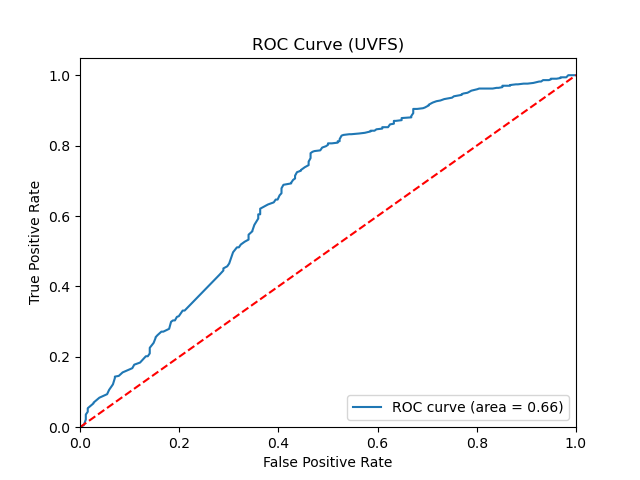 ROC Curve (UVFS)
True Positive Rate
1.0
0.8
0.6
0.4
0.2
0.0
0.0 0.2 0.4 0.6 0.8 1.0
False Positive Rate
ROC curve (area = 0.66)